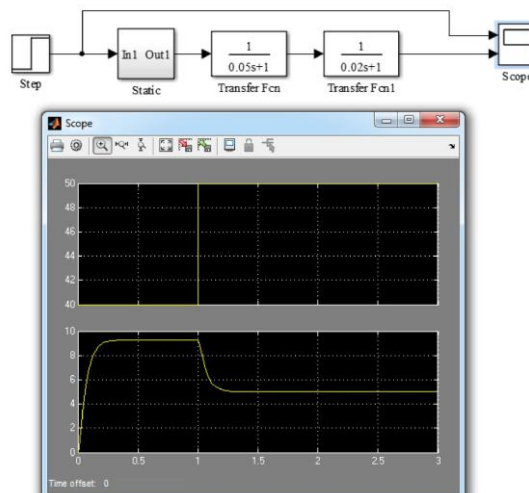 Step
In1 Out1
Static
1
0.05s+1
Transfer Fcn
1
0.02s+1
Transfer Fcn1
Scope
Scope
50
48
46
44
42
40
10
8
6
4
2
0
0 0.5 1 1.5 2 2.5 3
Time offset: 0